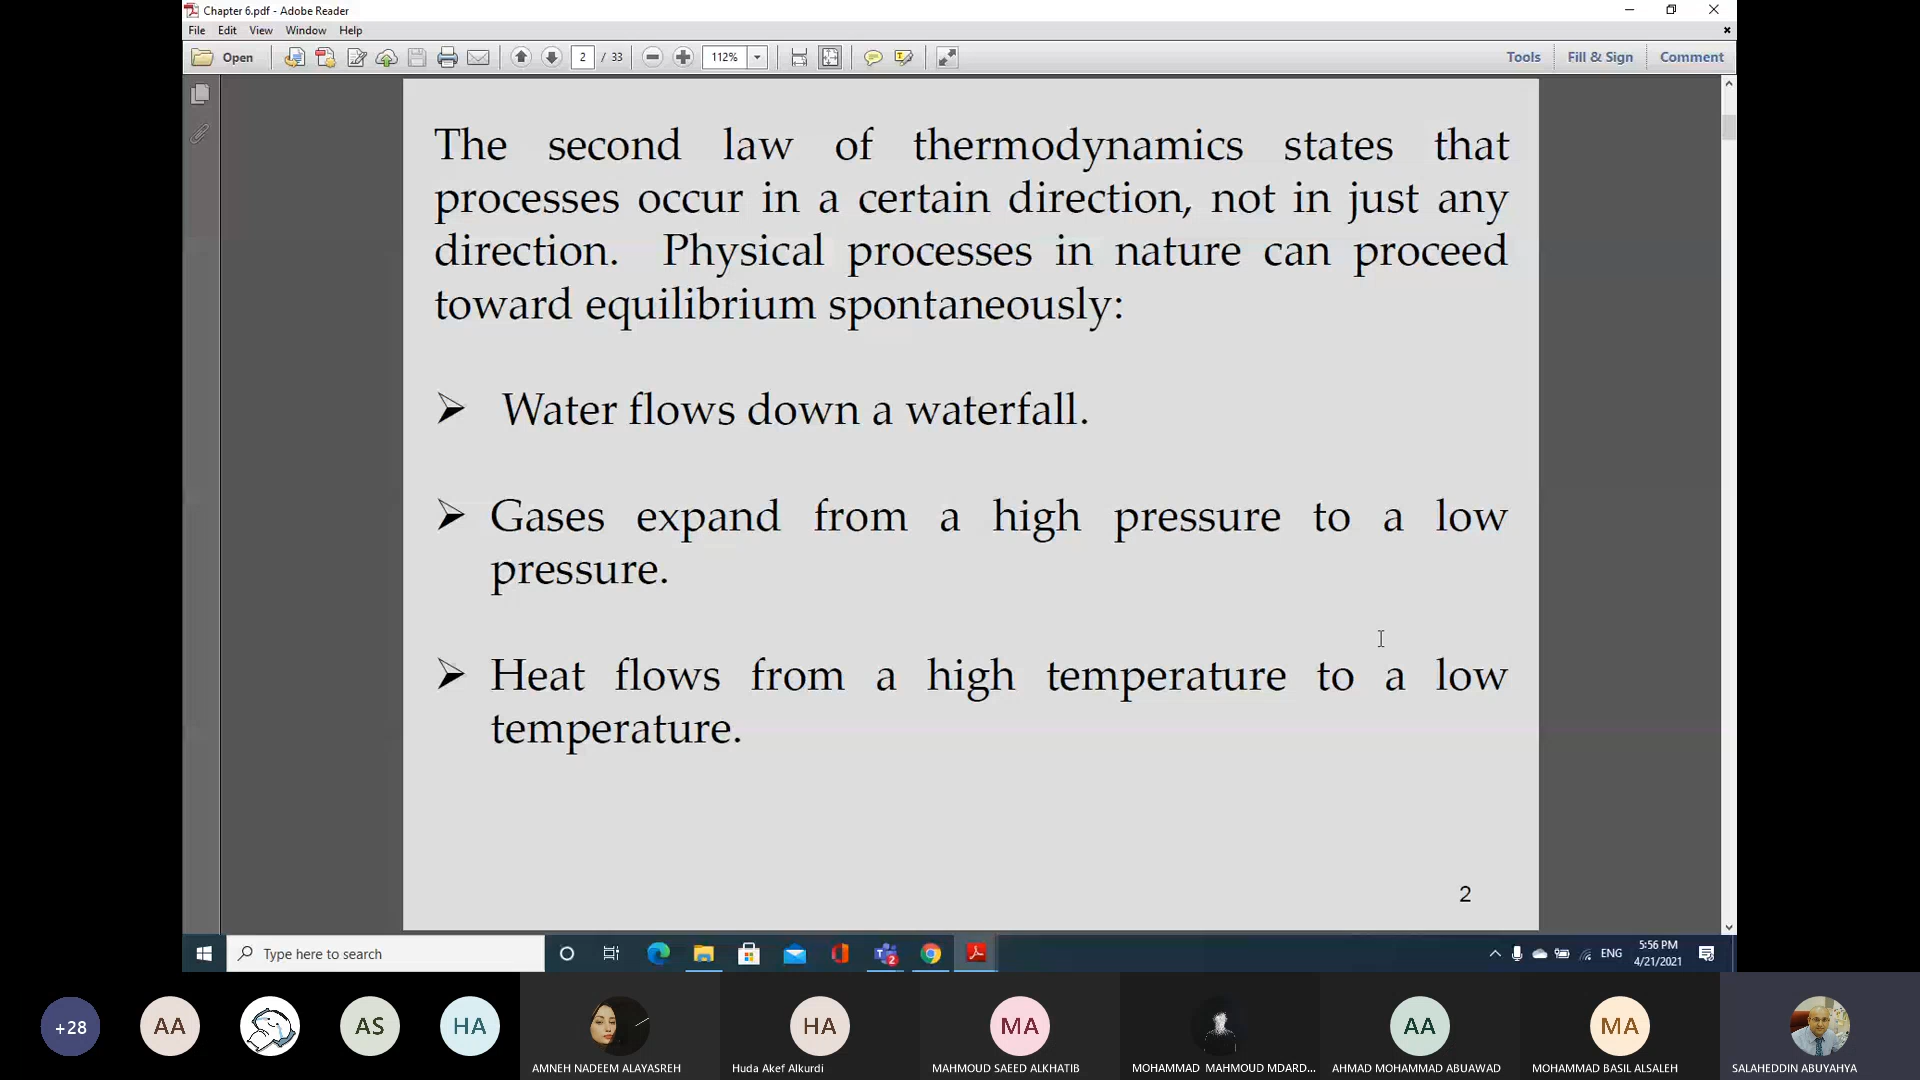 Chapter 6.pdf - Adobe Reader
File Edit View Window Help
Open 2 / 33 112% Tools Fill & Sign Comment
The second law of thermodynamics states that
processes occur in a certain direction, not in just any
direction. Physical processes in nature can proceed
toward equilibrium spontaneously:
Water flows down a waterfall.
Gases expand from a high pressure to a low
pressure.
Heat flows from a high temperature to a low
temperature.
2
Type here to search
2
ENG
5:56 PM
4/21/2021
+28 AA AS HA HA MA AA MA
AMNEH NADEEM ALAYASREH Huda Akef Alkurdi MAHMOUD SAEED ALKHATIB MOHAMMAD MAHMOUD MDARD... AHMAD MOHAMMAD ABUAWAD MOHAMMAD BASIL ALSALEH SALAHEDDIN ABUYAHYA